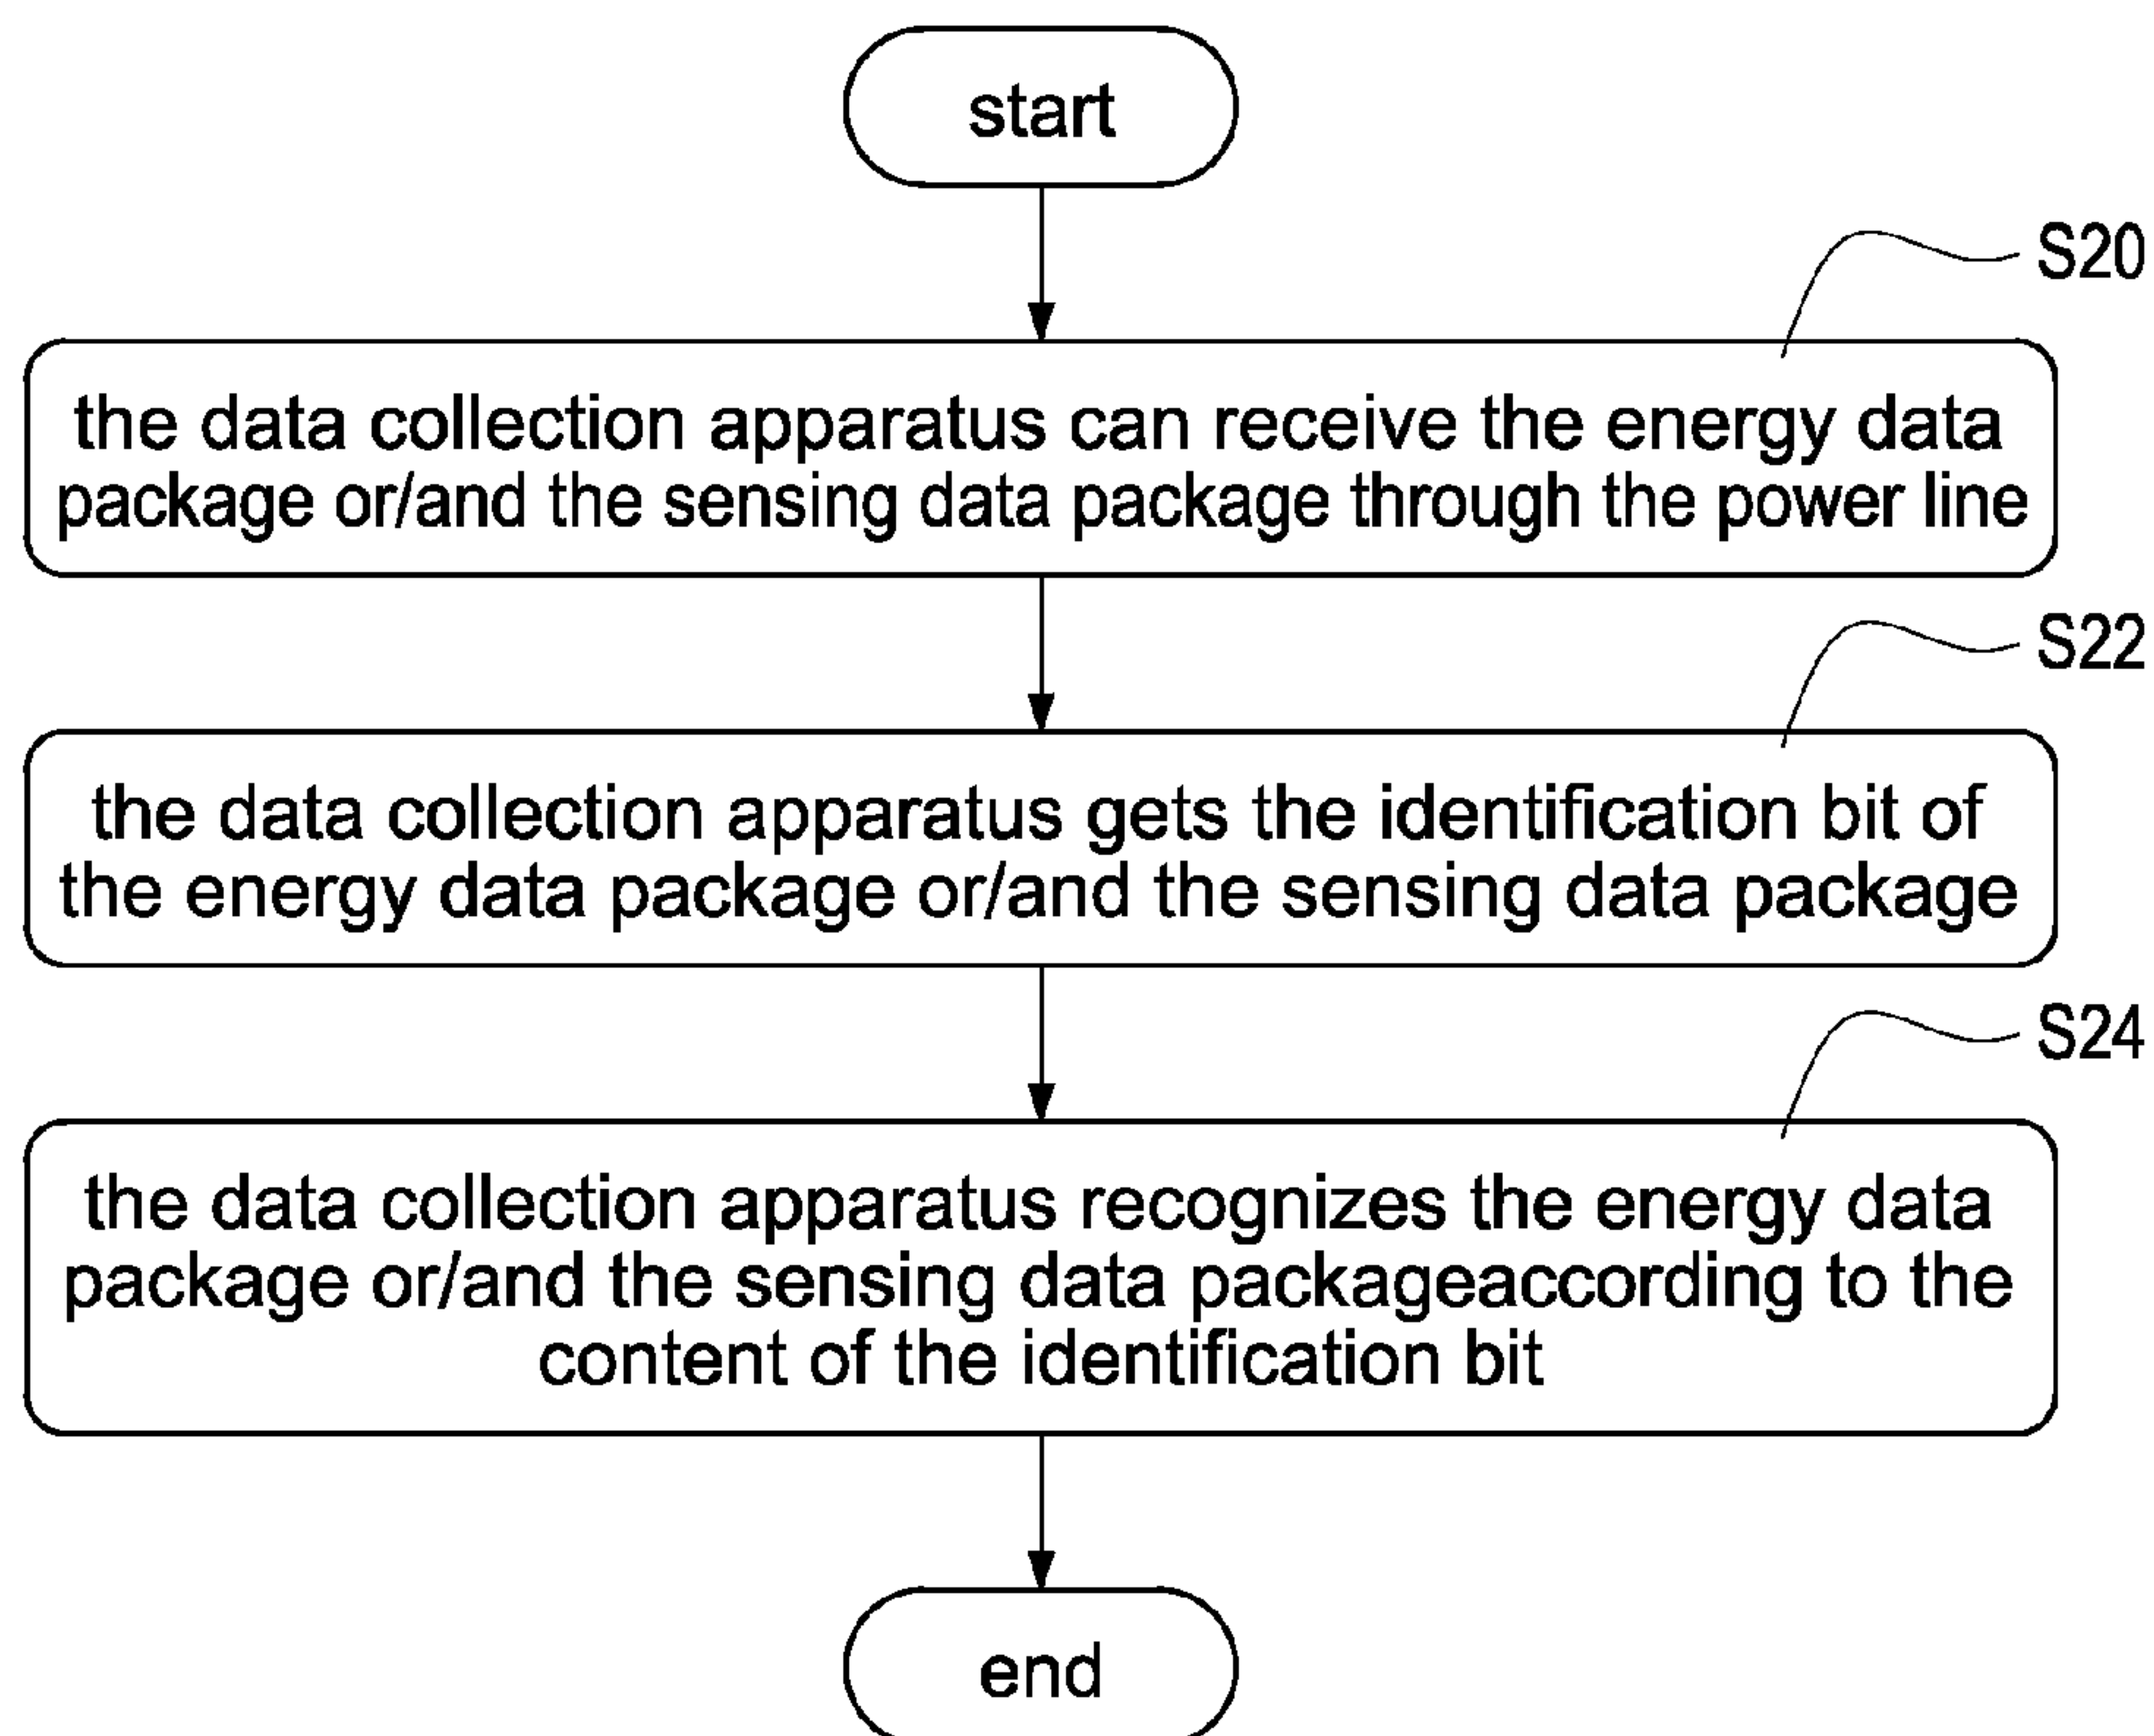 start
S20
the data collection apparatus can receive the energy data
package or/and the sensing data package through the power line
S22
the data collection apparatus gets the identification bit of
the energy data package or/and the sensing data package
S24
the data collection apparatus recognizes the energy data
package or/and the sensing data packageaccording to the
content of the identification bit
end